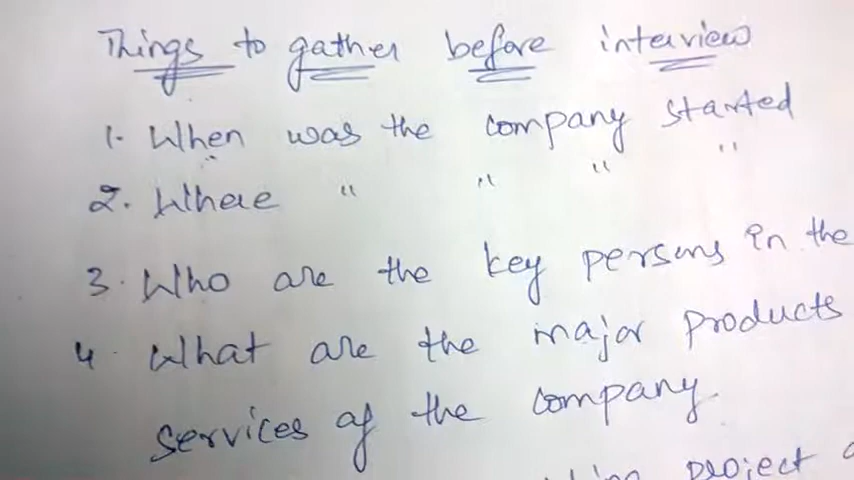 Things to gather before interview
1. When was the company started
2. Where " " " "
3. Who are the key persons in the
4. What are the major products
services of the company.
project